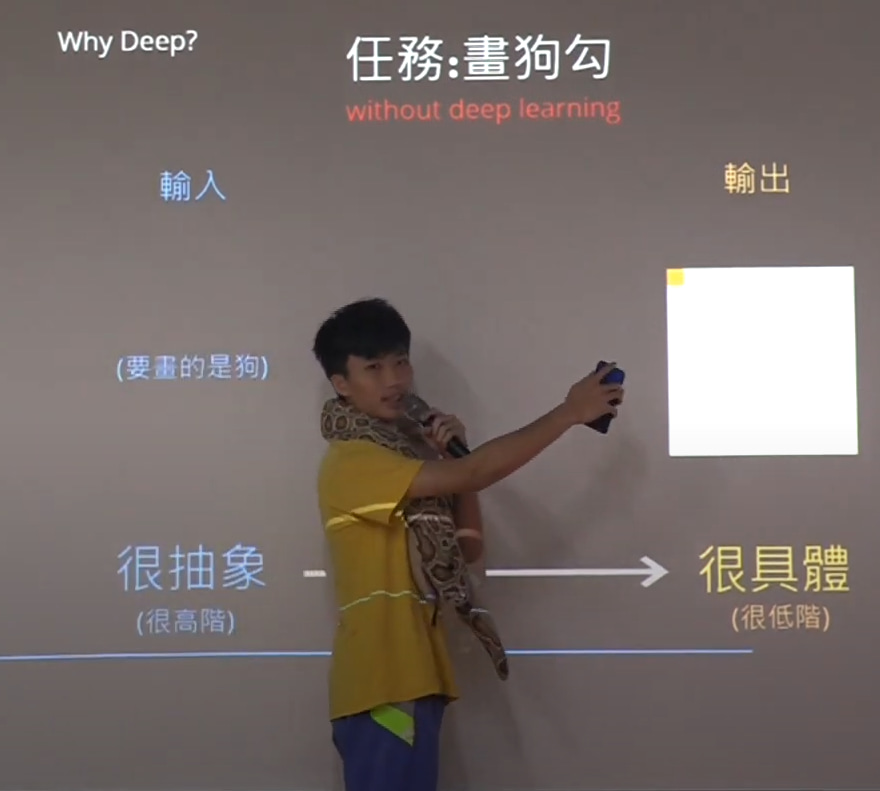 Why Deep?
任務:畫狗勾
without deep learning
輸入
輸出
(要畫的是狗)
很抽象
很具體
(很高階)
(很低階)